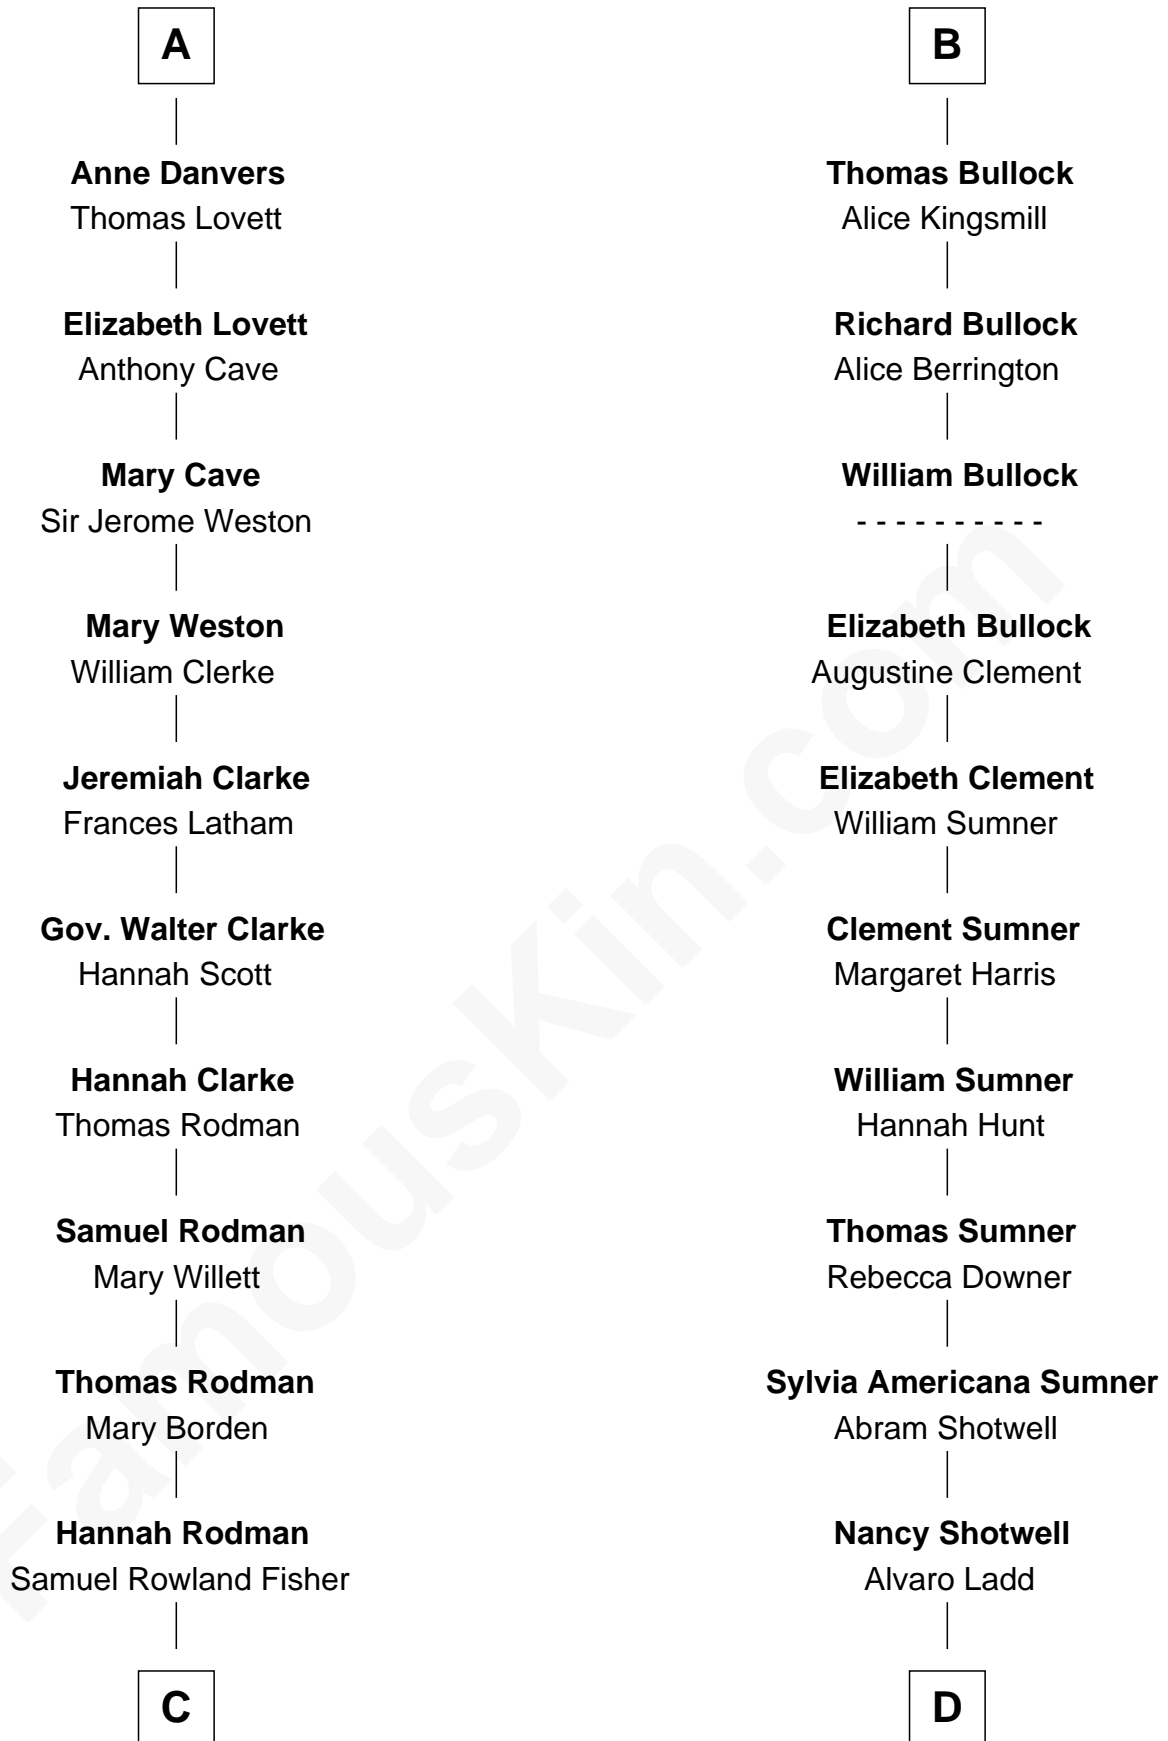 A
Anne Danvers
Thomas Lovett
Elizabeth Lovett
Anthony Cave
Mary Cave
Sir Jerome Weston
Mary Weston
William Clerke
Jeremiah Clarke
Frances Latham
Gov. Walter Clarke
Hannah Scott
Hannah Clarke
Thomas Rodman
Samuel Rodman
Mary Willett
Thomas Rodman
Mary Borden
Hannah Rodman
Samuel Rowland Fisher
C
B
Thomas Bullock
Alice Kingsmill
Richard Bullock
Alice Berrington
William Bullock
- - - - - - - - - -
Elizabeth Bullock
Augustine Clement
Elizabeth Clement
William Sumner
Clement Sumner
Margaret Harris
William Sumner
Hannah Hunt
Thomas Sumner
Rebecca Downer
Sylvia Americana Sumner
Abram Shotwell
Nancy Shotwell
Alvaro Ladd
D
FamousKin.com